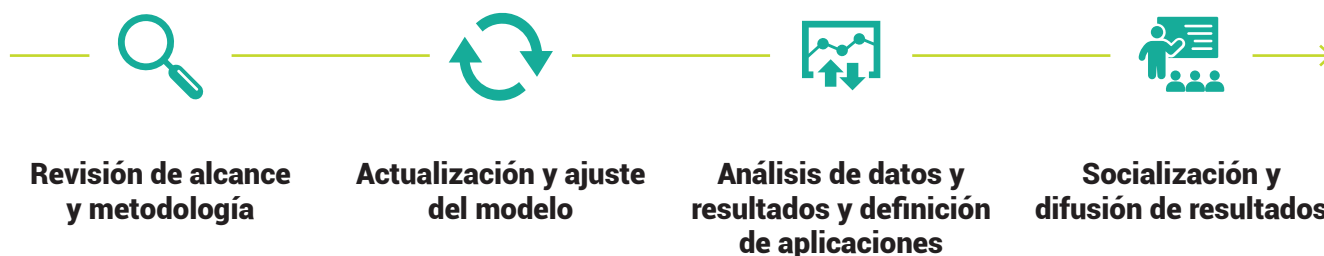 Revisión de alcance
y metodología
Actualización y ajuste
del modelo
Análisis de datos y
resultados y definición
de aplicaciones
Socialización y
difusión de resultados